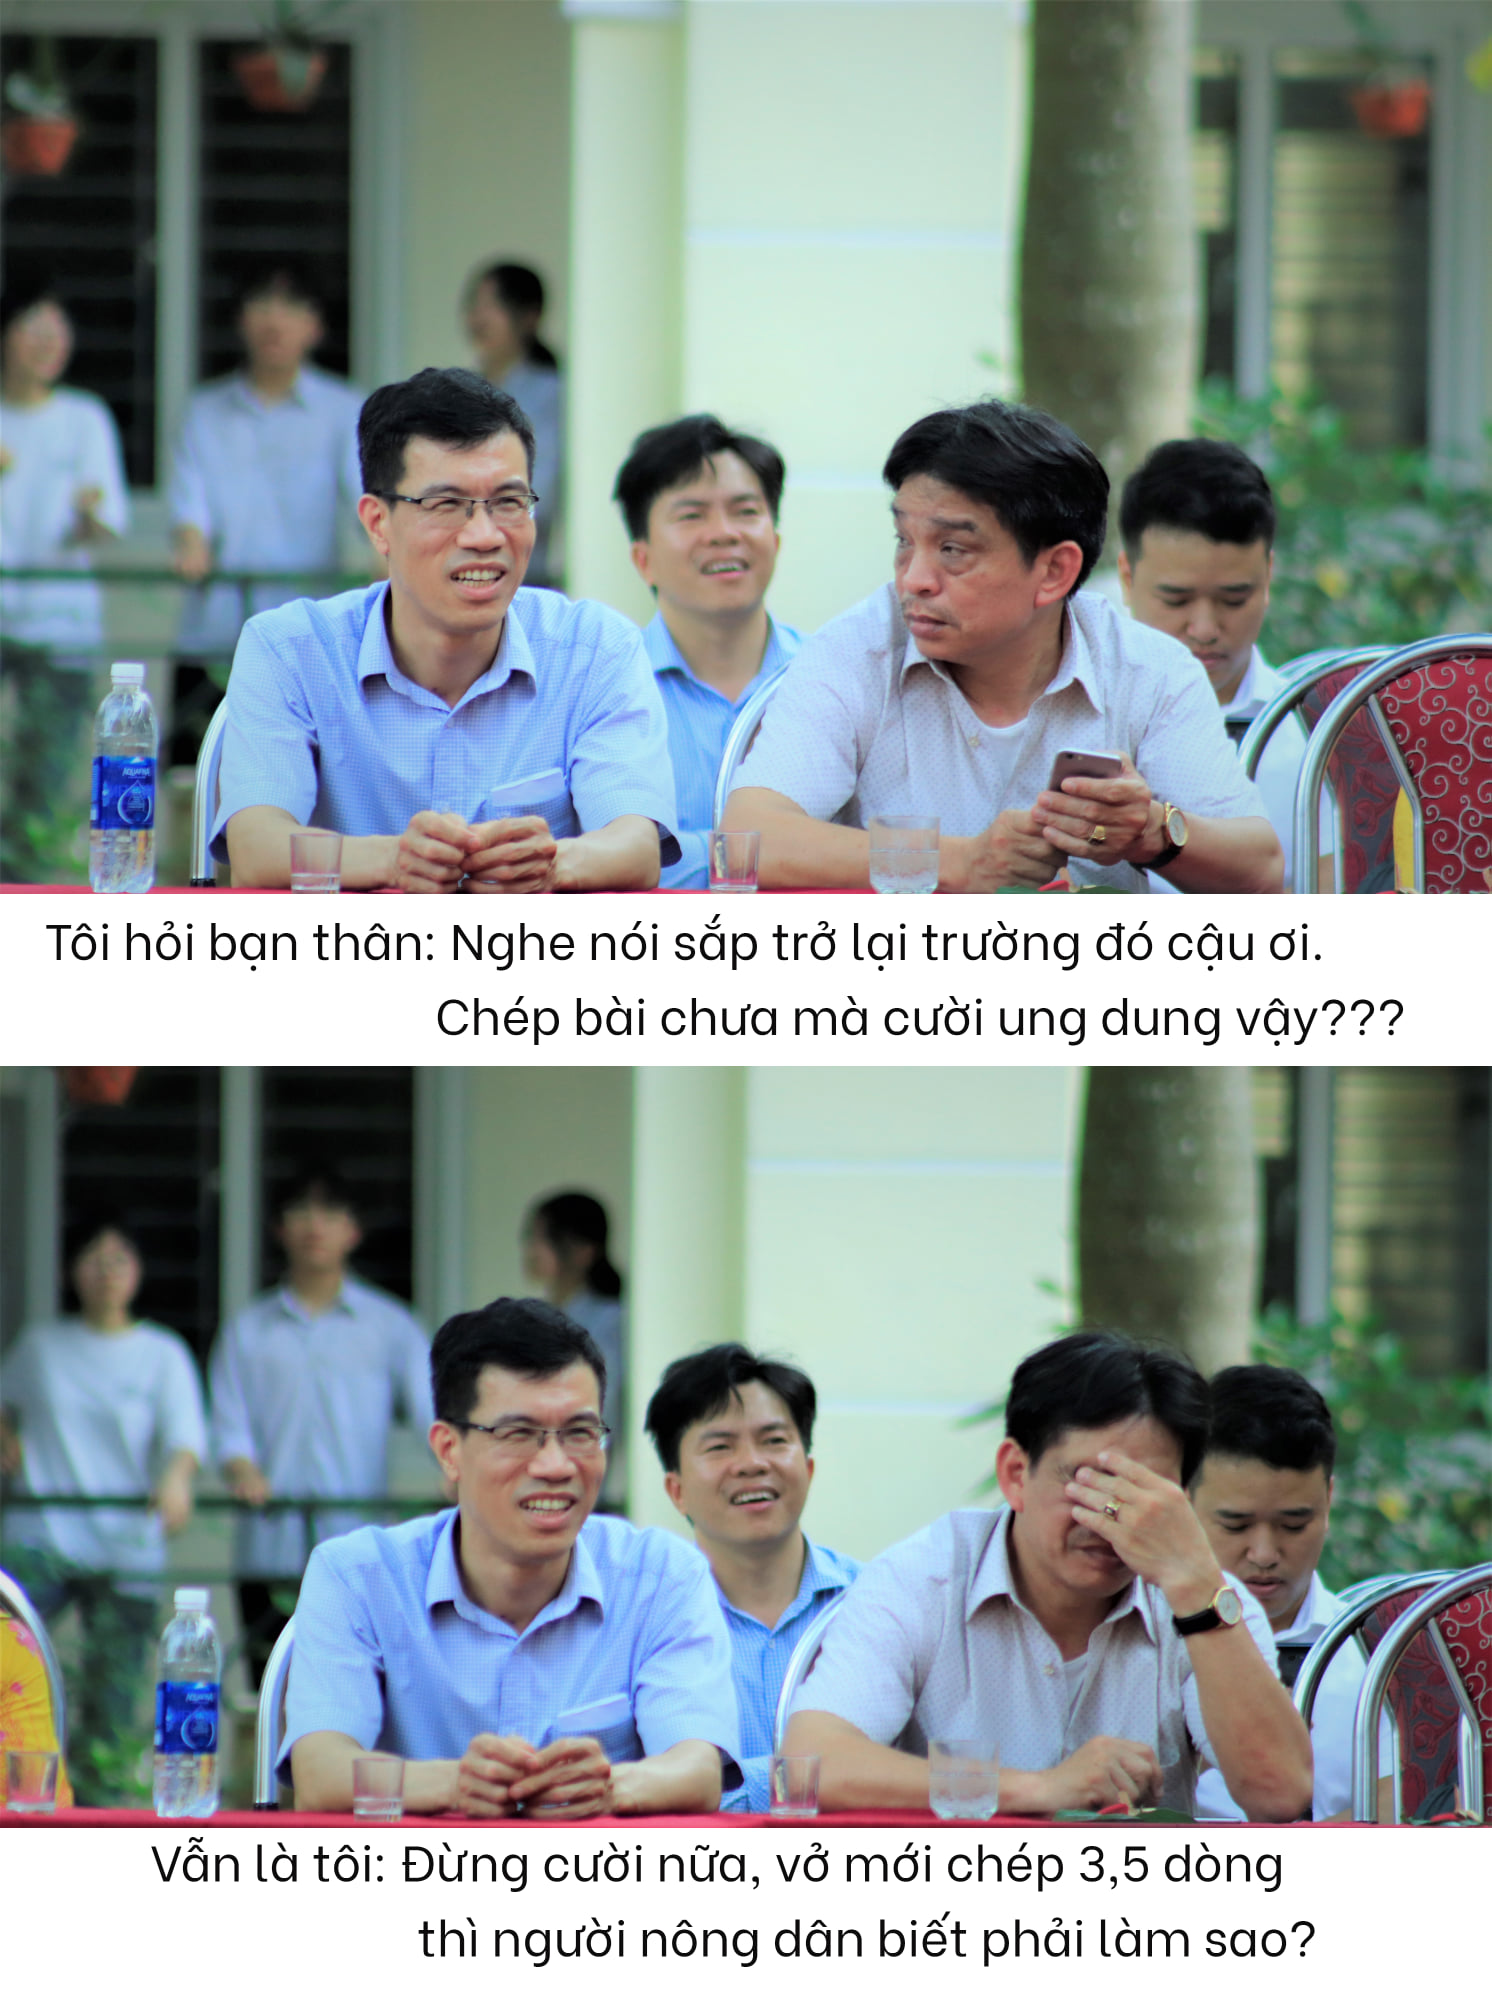 AQUAFINA
Tôi hỏi bạn thân: Nghe nói sắp trở lại trường đó cậu ơi.
Chép bài chưa mà cười ung dung vậy???
AQUAFINA
Vẫn là tôi: Đừng cười nữa, vở mới chép 3,5 dòng
thì người nông dân biết phải làm sao?